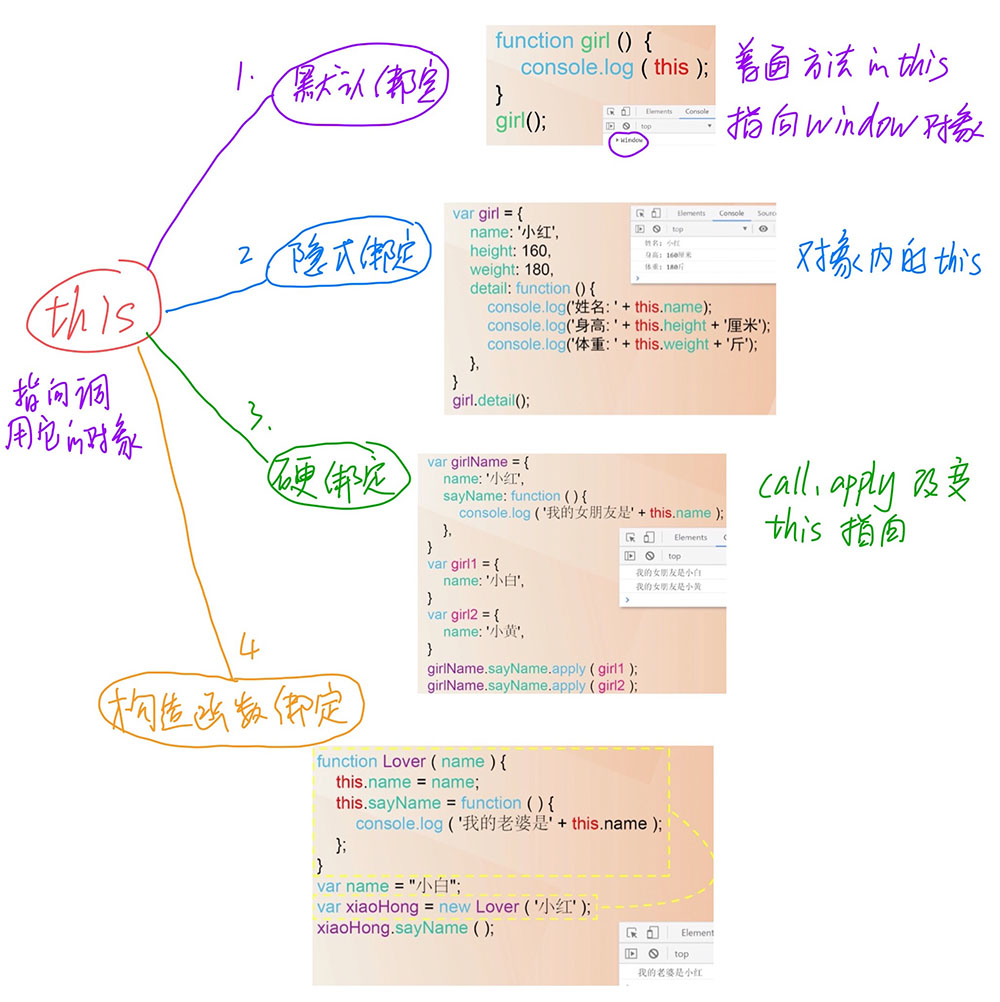 1.
默认绑定
function girl () {
console.log ( this );
}
girl();
Elements Console
top
Window
普通方法的this
指向window对象
this
指向调
用它的对象
2
隐式绑定
var girl = {
name: '小红',
height: 160,
weight: 180,
detail: function () {
console.log('姓名: ' + this.name);
console.log('身高: ' + this.height + '厘米');
console.log('体重: ' + this.weight + '斤');
},
}
girl.detail();
Elements Console Sourc
top
姓名: 小红
身高: 160厘米
体重: 180斤
对象内的this
3.
硬绑定
var girlName = {
name: '小红',
sayName: function ( ) {
console.log ( '我的女朋友是' + this.name );
},
}
var girl1 = {
name: '小白',
}
var girl2 = {
name: '小黄',
}
girlName.sayName.apply ( girl1 );
girlName.sayName.apply ( girl2 );
Elements C
top
我的女朋友是小白
我的女朋友是小黄
call、apply 改变
this 指向
4
构造函数绑定
function Lover ( name ) {
this.name = name;
this.sayName = function ( ) {
console.log ( '我的老婆是' + this.name );
};
}
var name = "小白";
var xiaoHong = new Lover ( '小红' );
xiaoHong.sayName ( );
Element
top
我的老婆是小红